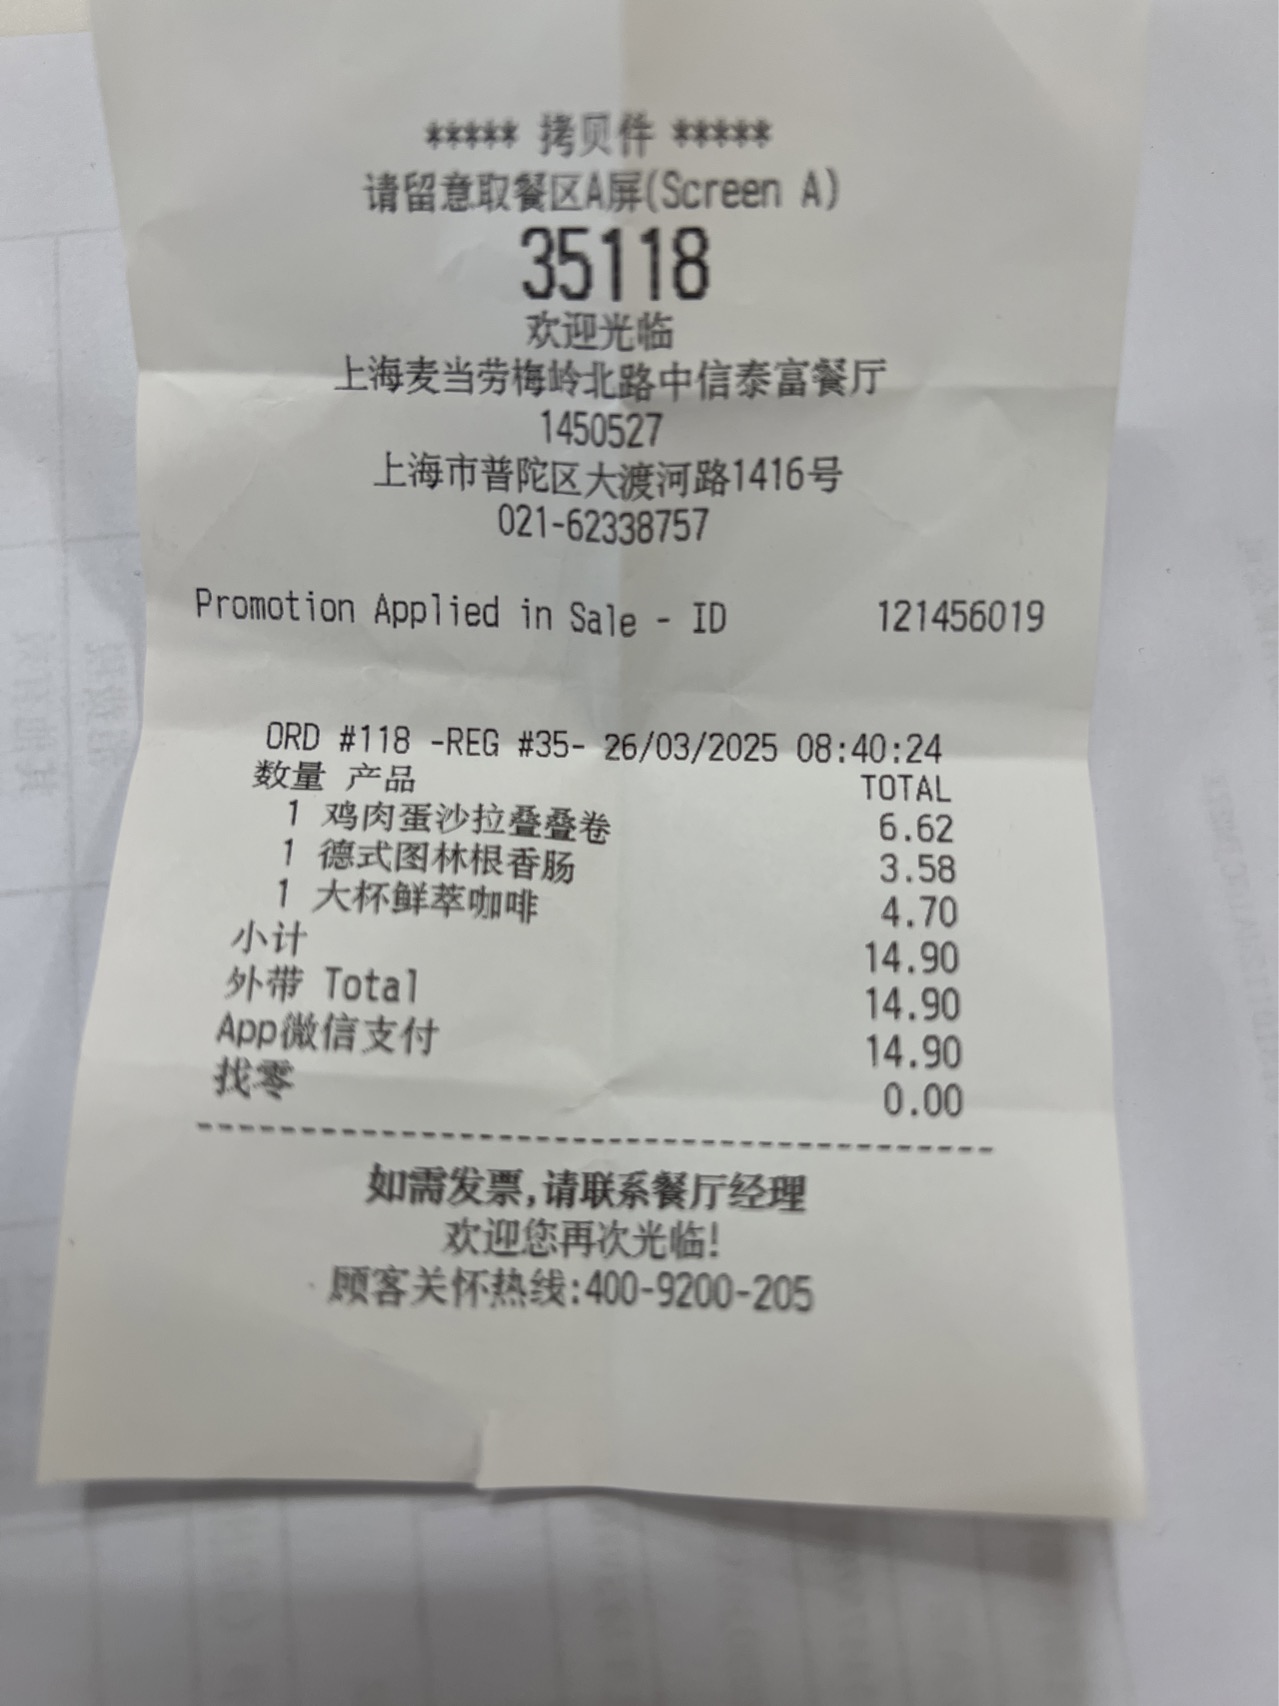 ***** 拷贝件 *****
请留意取餐区A屏(Screen A)
35118
欢迎光临
上海麦当劳梅岭北路中信泰富餐厅
1450527
上海市普陀区大渡河路1416号
021-62338757
Promotion Applied in Sale - ID 121456019
ORD #118 -REG #35- 26/03/2025 08:40:24
数量 产品 TOTAL
1 鸡肉蛋沙拉叠叠卷 6.62
1 德式图林根香肠 3.58
1 大杯鲜萃咖啡 4.70
小计 14.90
外带 Total 14.90
App微信支付 14.90
找零 0.00
----------------------------------------
如需发票,请联系餐厅经理
欢迎您再次光临!
顾客关怀热线:400-9200-205